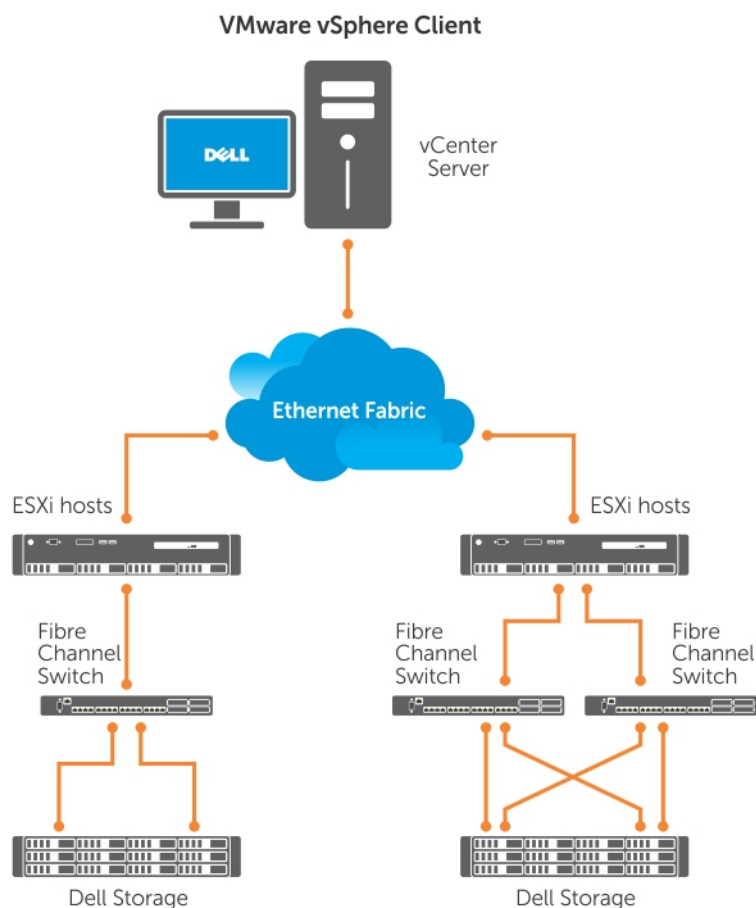 VMware vSphere Client
DELL
vCenter
Server
Ethernet Fabric
ESXi hosts
ESXi hosts
Fibre
Channel
Switch
Fibre
Channel
Switch
Fibre
Channel
Switch
Dell Storage
Dell Storage